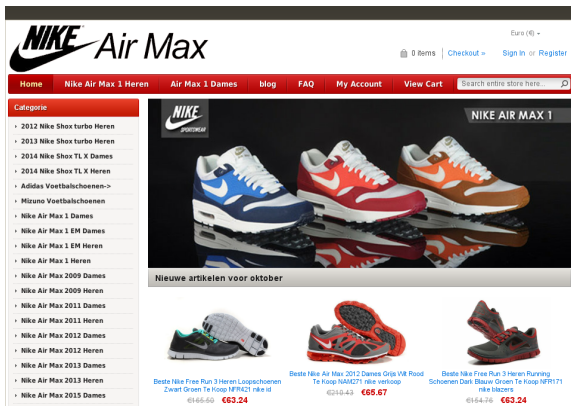 NIKE Air Max
Euro (€)
0 items
Checkout »
Sign In or Register
Home
Nike Air Max 1 Heren
Air Max 1 Dames
blog
FAQ
My Account
View Cart
Search entire store here...
Categorie
2012 Nike Shox turbo Heren
2013 Nike Shox turbo Heren
2014 Nike Shox TL X Dames
2014 Nike Shox TL X Heren
Adidas Voetbalschoenen->
Mizuno Voetbalschoenen
Nike Air Max 1 Dames
Nike Air Max 1 EM Dames
Nike Air Max 1 EM Heren
Nike Air Max 1 Heren
Nike Air Max 2009 Dames
Nike Air Max 2009 Heren
Nike Air Max 2011 Dames
Nike Air Max 2011 Heren
Nike Air Max 2012 Dames
Nike Air Max 2012 Heren
Nike Air Max 2013 Dames
Nike Air Max 2013 Heren
Nike Air Max 2015 Dames
NIKE
SPORTSWEAR
NIKE AIR MAX 1
Nieuwe artikelen voor oktober
Beste Nike Free Run 3 Heren Loopschoenen
Zwart Groen Te Koop NFR421 nike id
€165.50 €63.24
Beste Nike Air Max 2012 Dames Grijs Wit Rood
Te Koop NAM271 nike verkoop
€210.43 €65.67
Beste Nike Free Run 3 Heren Running
Schoenen Dark Blauw Groen Te Koop NFR171
nike blazers
€154.76 €63.24